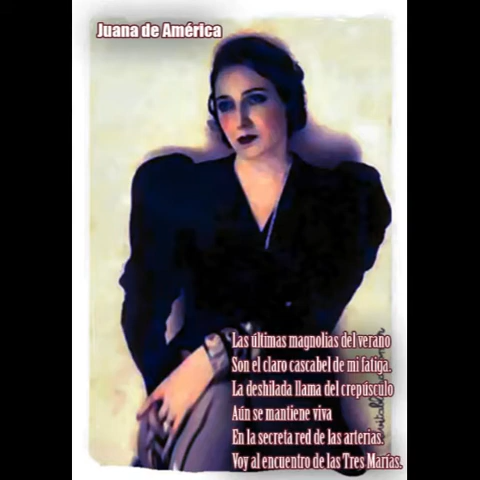 Juana de América
Las últimas magnolias del verano
Son el claro cascabel de mi fatiga.
La deshilada llama del crepúsculo
Aún se mantiene viva
En la secreta red de las arterias.
Voy al encuentro de las Tres Marías.